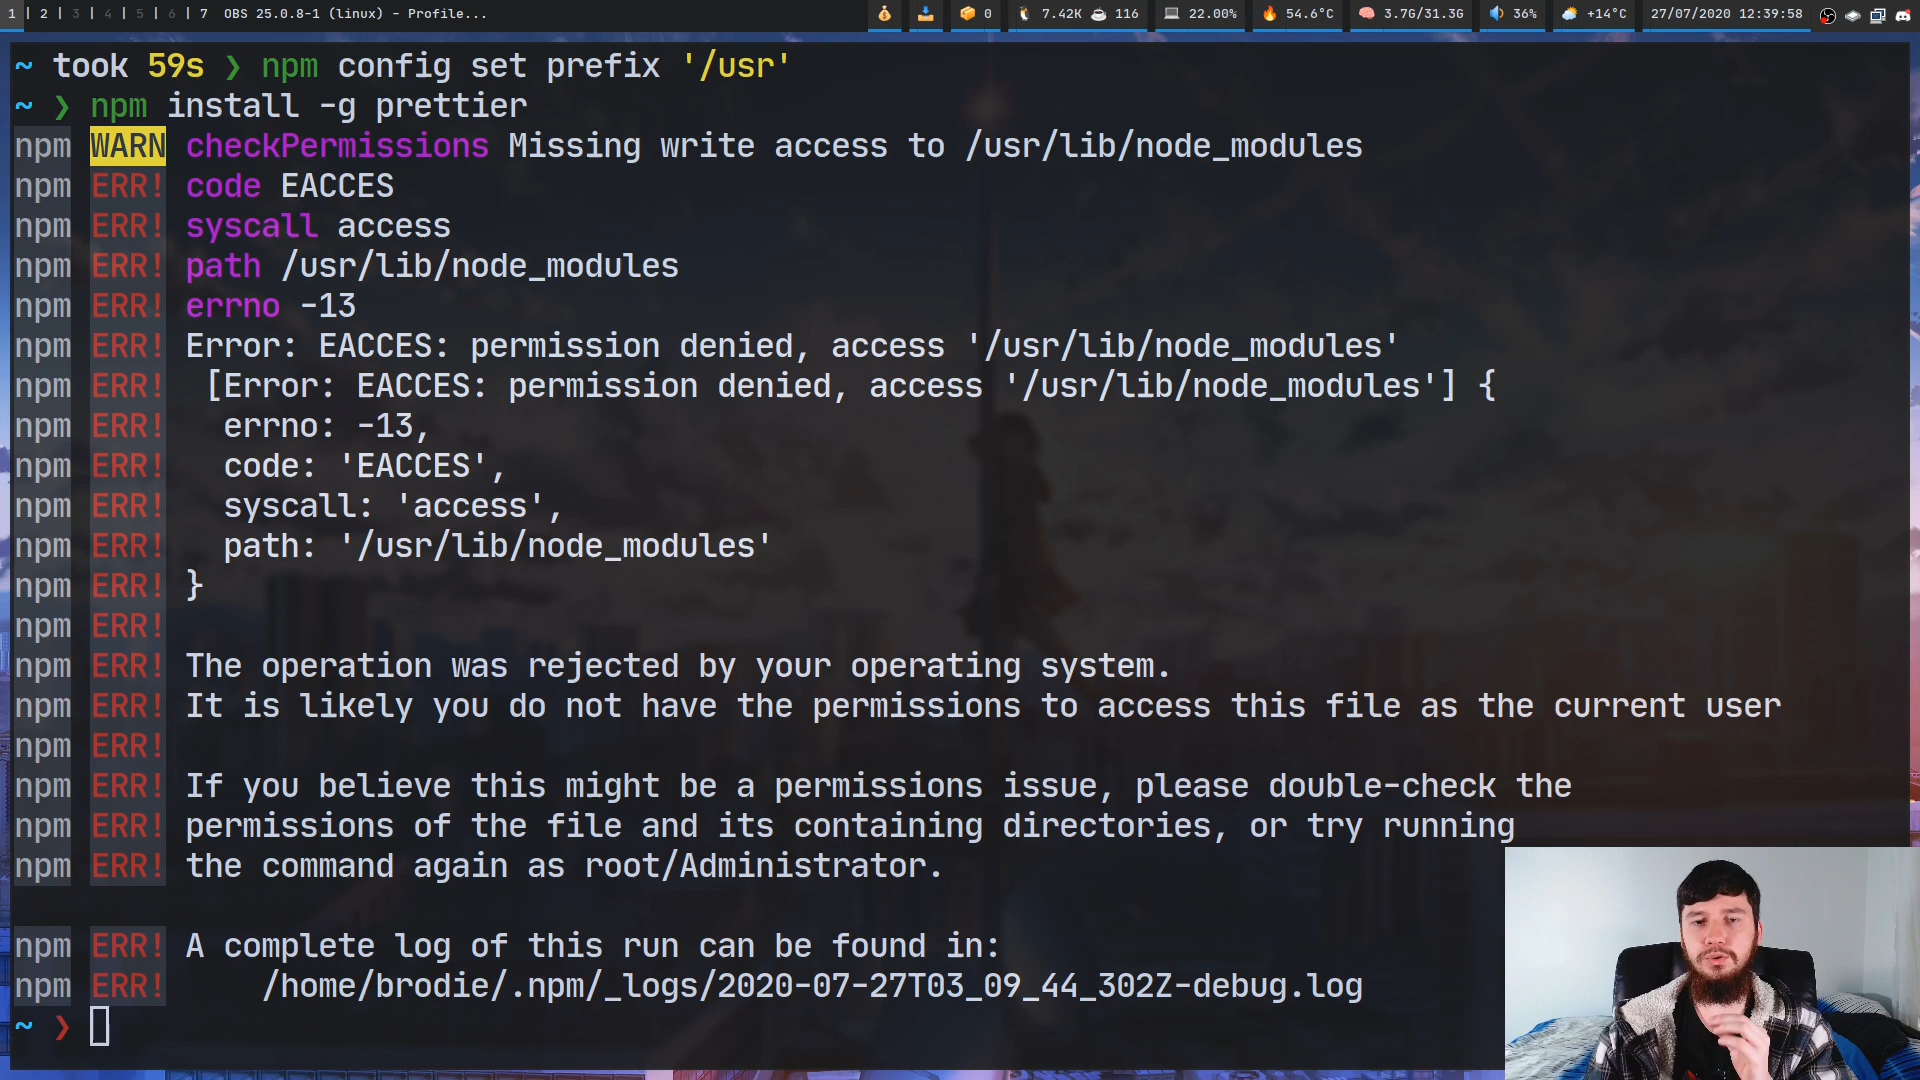 1 | 2 | 3 | 4 | 5 | 6 | 7 OBS 25.0.8-1 (linux) - Profile... 0 7.42K 116 22.00% 54.6°C 3.7G/31.3G 36% +14°C 27/07/2020 12:39:58
~ took 59s ❯ npm config set prefix '/usr'
~ ❯ npm install -g prettier
npm WARN checkPermissions Missing write access to /usr/lib/node_modules
npm ERR! code EACCES
npm ERR! syscall access
npm ERR! path /usr/lib/node_modules
npm ERR! errno -13
npm ERR! Error: EACCES: permission denied, access '/usr/lib/node_modules'
npm ERR!  [Error: EACCES: permission denied, access '/usr/lib/node_modules'] {
npm ERR!   errno: -13,
npm ERR!   code: 'EACCES',
npm ERR!   syscall: 'access',
npm ERR!   path: '/usr/lib/node_modules'
npm ERR! }
npm ERR!
npm ERR! The operation was rejected by your operating system.
npm ERR! It is likely you do not have the permissions to access this file as the current user
npm ERR!
npm ERR! If you believe this might be a permissions issue, please double-check the
npm ERR! permissions of the file and its containing directories, or try running
npm ERR! the command again as root/Administrator.
npm ERR! A complete log of this run can be found in:
npm ERR!     /home/brodie/.npm/_logs/2020-07-27T03_09_44_302Z-debug.log
~ ❯